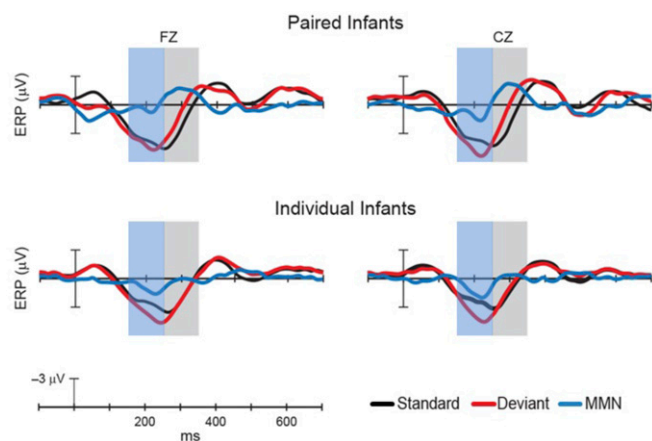 Paired Infants
FZ
CZ
ERP (μV)
Individual Infants
ERP (μV)
–3 μV
200
400
600
ms
Standard
Deviant
MMN